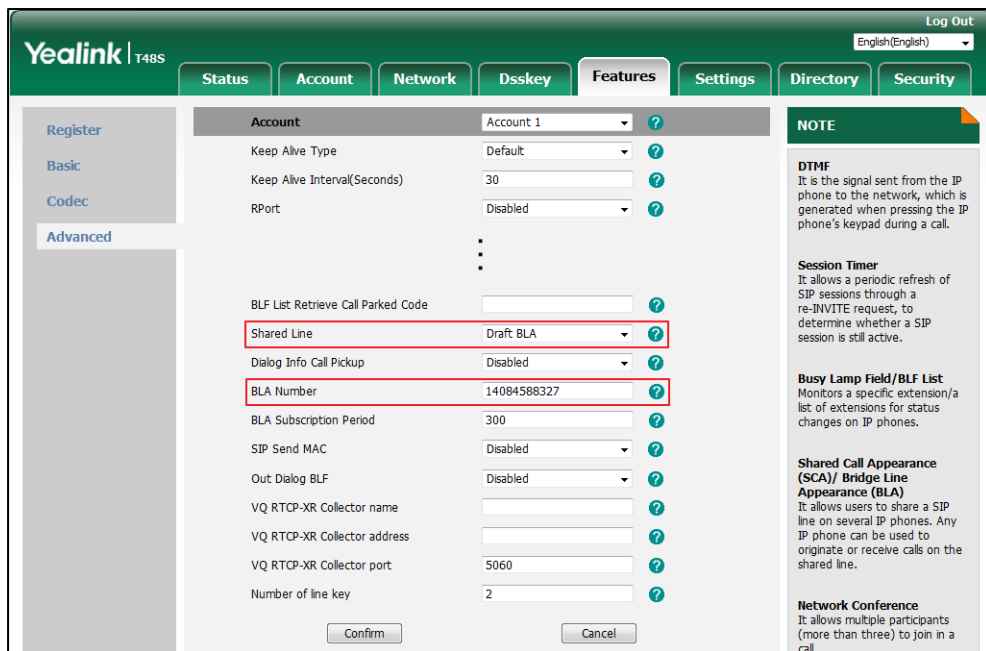 Log Out
Yealink | T48S
English(English)
Status
Account
Network
Dsskey
Features
Settings
Directory
Security
Register
Basic
Codec
Advanced
Account Account 1 ?
Keep Alive Type Default ?
Keep Alive Interval(Seconds) 30 ?
RPort Disabled ?
BLF List Retrieve Call Parked Code ?
Shared Line Draft BLA ?
Dialog Info Call Pickup Disabled ?
BLA Number 14084588327 ?
BLA Subscription Period 300 ?
SIP Send MAC Disabled ?
Out Dialog BLF Disabled ?
VQ RTCP-XR Collector name ?
VQ RTCP-XR Collector address ?
VQ RTCP-XR Collector port 5060 ?
Number of line key 2 ?
Confirm
Cancel
NOTE
DTMF
It is the signal sent from the IP
phone to the network, which is
generated when pressing the IP
phone's keypad during a call.
Session Timer
It allows a periodic refresh of
SIP sessions through a
re-INVITE request, to
determine whether a SIP
session is still active.
Busy Lamp Field/BLF List
Monitors a specific extension/a
list of extensions for status
changes on IP phones.
Shared Call Appearance
(SCA)/ Bridge Line
Appearance (BLA)
It allows users to share a SIP
line on several IP phones. Any
IP phone can be used to
originate or receive calls on the
shared line.
Network Conference
It allows multiple participants
(more than three) to join in a
call